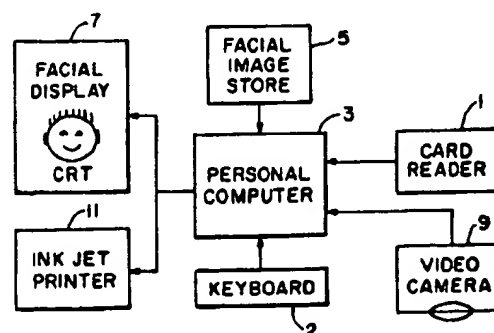 7
FACIAL
DISPLAY
CRT
11
INK JET
PRINTER
5
FACIAL
IMAGE
STORE
3
PERSONAL
COMPUTER
KEYBOARD
2
1
CARD
READER
9
VIDEO
CAMERA